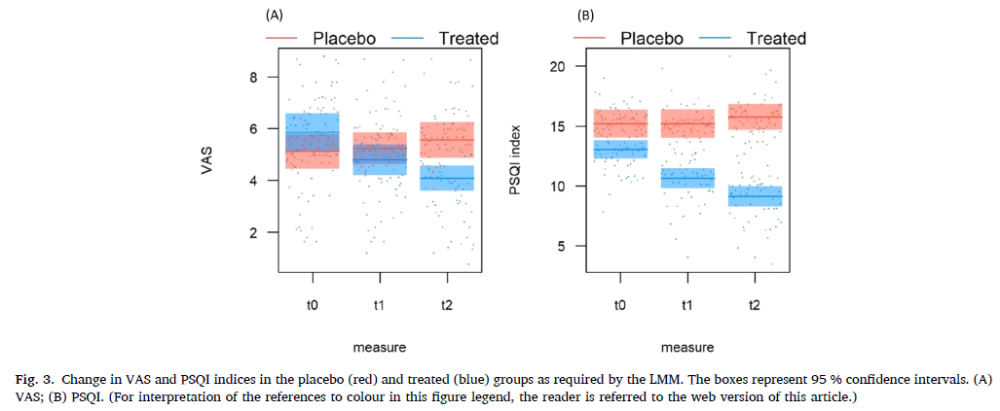 (A)
(B)
Placebo
Treated
Placebo
Treated
8
6
4
2
VAS
t0
t1
t2
measure
20
15
10
5
PSQI index
t0
t1
t2
measure
Fig. 3. Change in VAS and PSQI indices in the placebo (red) and treated (blue) groups as required by the LMM. The boxes represent 95 % confidence intervals. (A)
VAS; (B) PSQI. (For interpretation of the references to colour in this figure legend, the reader is referred to the web version of this article.)